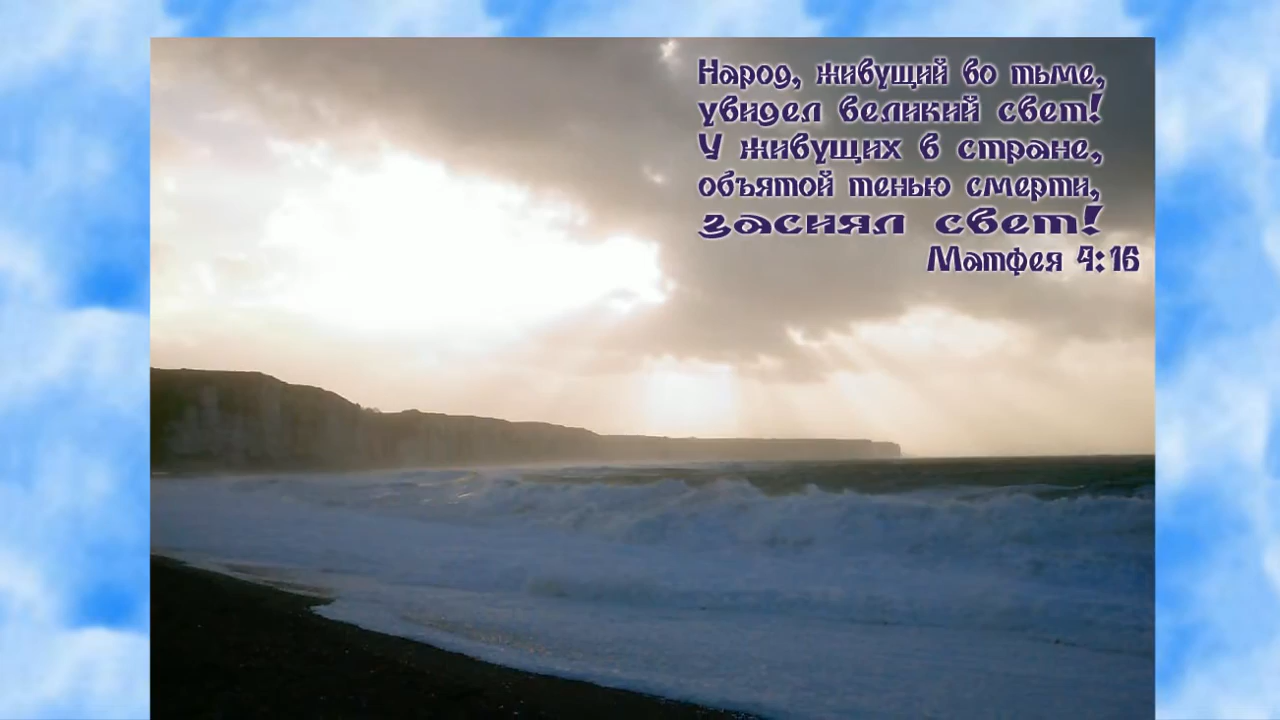 Народ, живущий во тьме,
увидел великий свет!
У живущих в стране,
объятой тенью смерти,
засиял свет!
Матфея 4:16